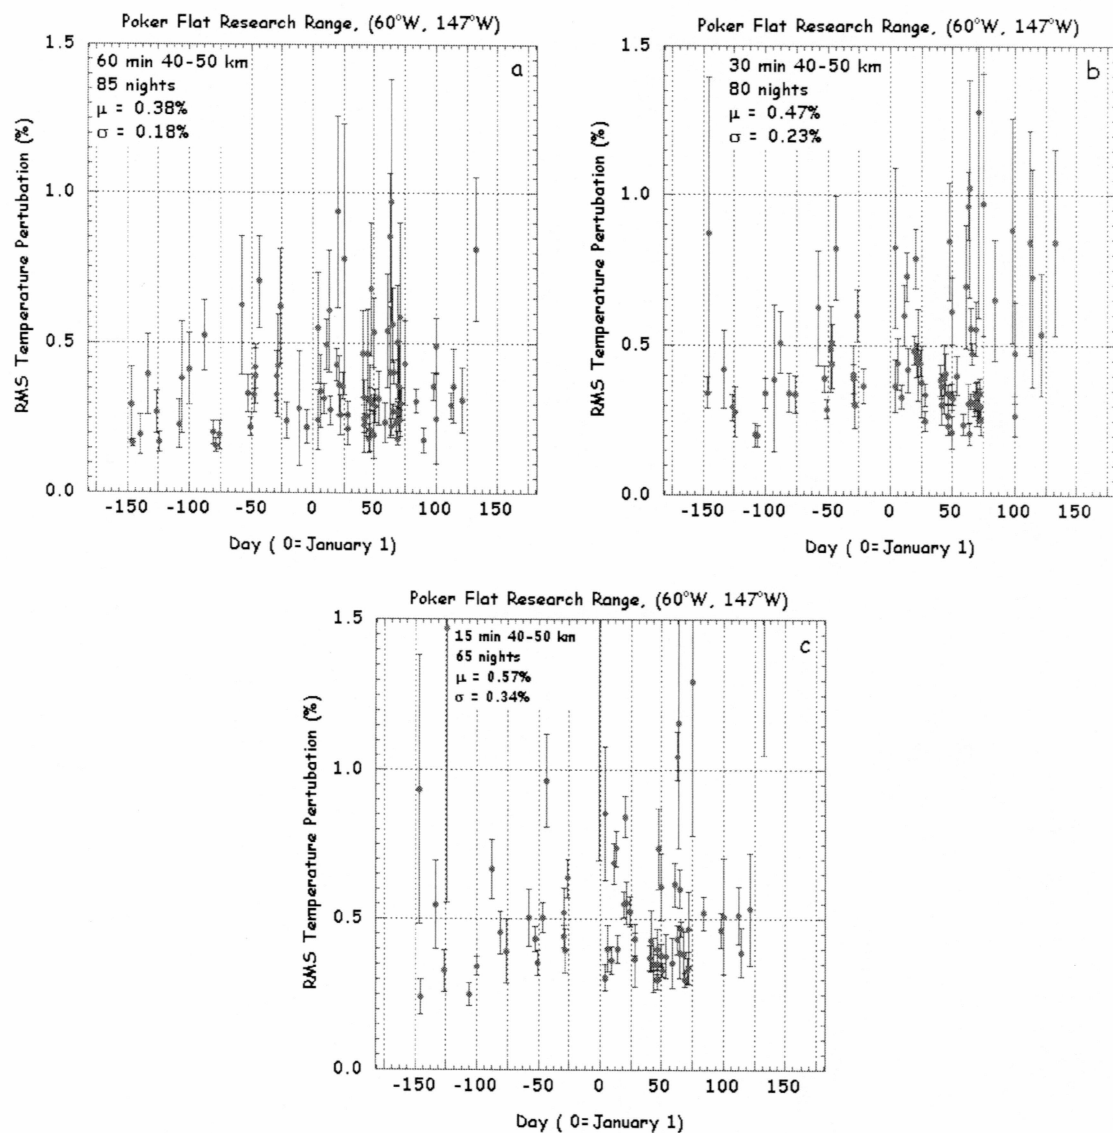 Poker Flat Research Range, (60°W, 147°W)
1.5
60 min 40-50 km
85 nights
μ = 0.38%
σ = 0.18%
a
1.0
0.5
0.0
RMS Temperature Pertubation (%)
-150 -100 -50 0 50 100 150
Day ( 0=January 1)
Poker Flat Research Range, (60°W, 147°W)
1.5
30 min 40-50 km
80 nights
μ = 0.47%
σ = 0.23%
b
1.0
0.5
0.0
RMS Temperature Pertubation (%)
-150 -100 -50 0 50 100 150
Day ( 0=January 1)
Poker Flat Research Range, (60°W, 147°W)
1.5
15 min 40-50 km
65 nights
μ = 0.57%
σ = 0.34%
c
1.0
0.5
0.0
RMS Temperature Pertubation (%)
-150 -100 -50 0 50 100 150
Day ( 0=January 1)